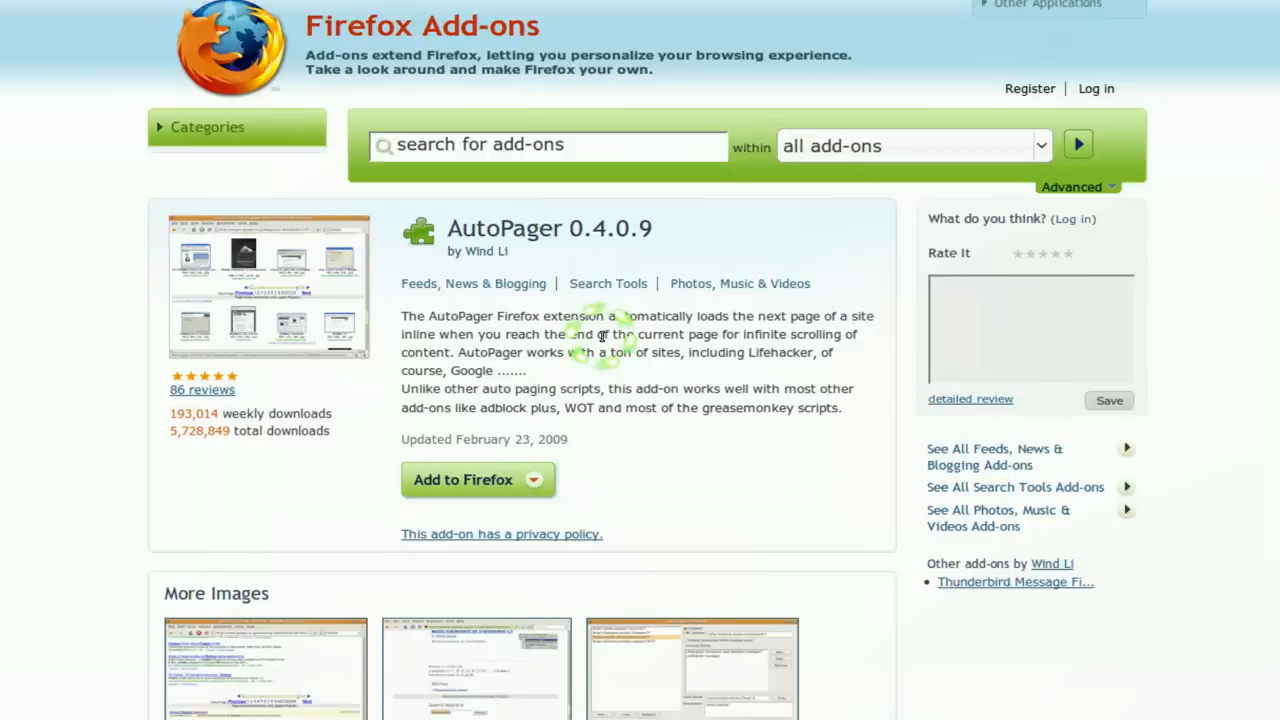 Other Applications
Firefox Add-ons
Add-ons extend Firefox, letting you personalize your browsing experience.
Take a look around and make Firefox your own.
Register | Log in
Categories
search for add-ons within all add-ons
Advanced
AutoPager 0.4.0.9
by Wind Li
Feeds, News & Blogging | Search Tools | Photos, Music & Videos
The AutoPager Firefox extension automatically loads the next page of a site
inline when you reach the end of the current page for infinite scrolling of
content. AutoPager works with a ton of sites, including Lifehacker, of
course, Google .......
Unlike other auto paging scripts, this add-on works well with most other
add-ons like adblock plus, WOT and most of the greasemonkey scripts.
Updated February 23, 2009
Add to Firefox
This add-on has a privacy policy.
86 reviews
193,014 weekly downloads
5,728,849 total downloads
What do you think? (Log in)
Rate It
detailed review
Save
See All Feeds, News &
Blogging Add-ons
See All Search Tools Add-ons
See All Photos, Music &
Videos Add-ons
Other add-ons by Wind Li
Thunderbird Message Fi...
More Images